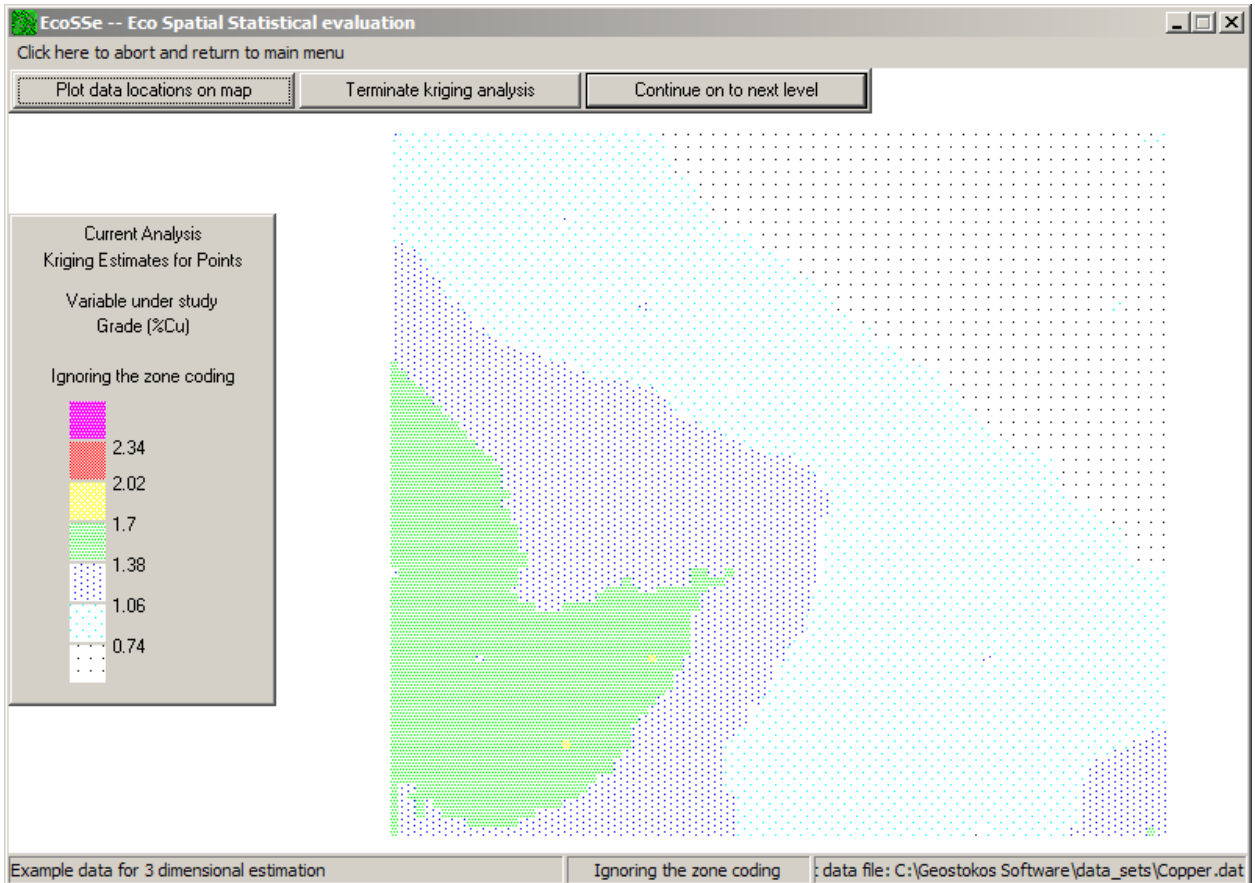 EcoSSe -- Eco Spatial Statistical evaluation
Click here to abort and return to main menu
Plot data locations on map
Terminate kriging analysis
Continue on to next level
Current Analysis
Kriging Estimates for Points
Variable under study
Grade (%Cu)
Ignoring the zone coding
2.34
2.02
1.7
1.38
1.06
0.74
Example data for 3 dimensional estimation
Ignoring the zone coding
data file: C:\Geostokos Software\data_sets\Copper.dat